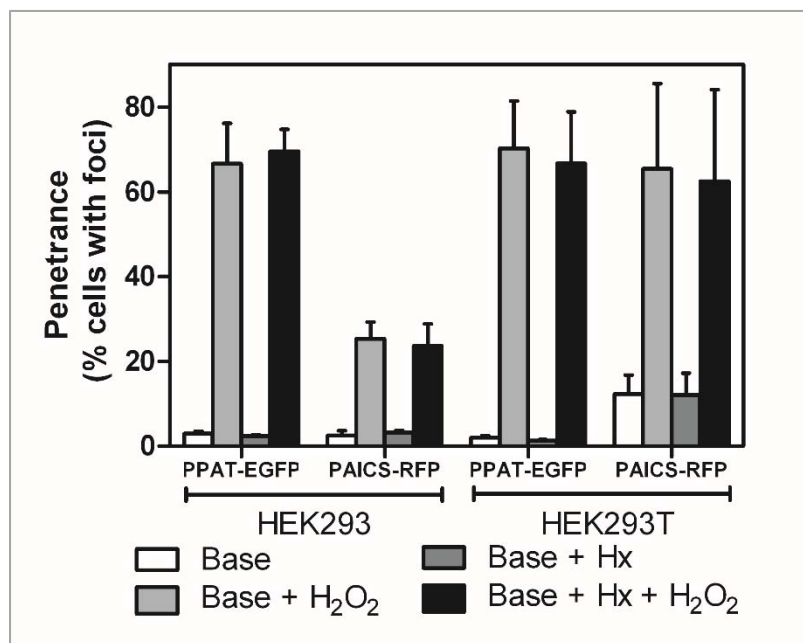 Penetrance
(% cells with foci)
80
60
40
20
0
PPAT-EGFP PAICS-RFP PPAT-EGFP PAICS-RFP
HEK293 HEK293T
Base Base + Hx
Base + H₂O₂ Base + Hx + H₂O₂